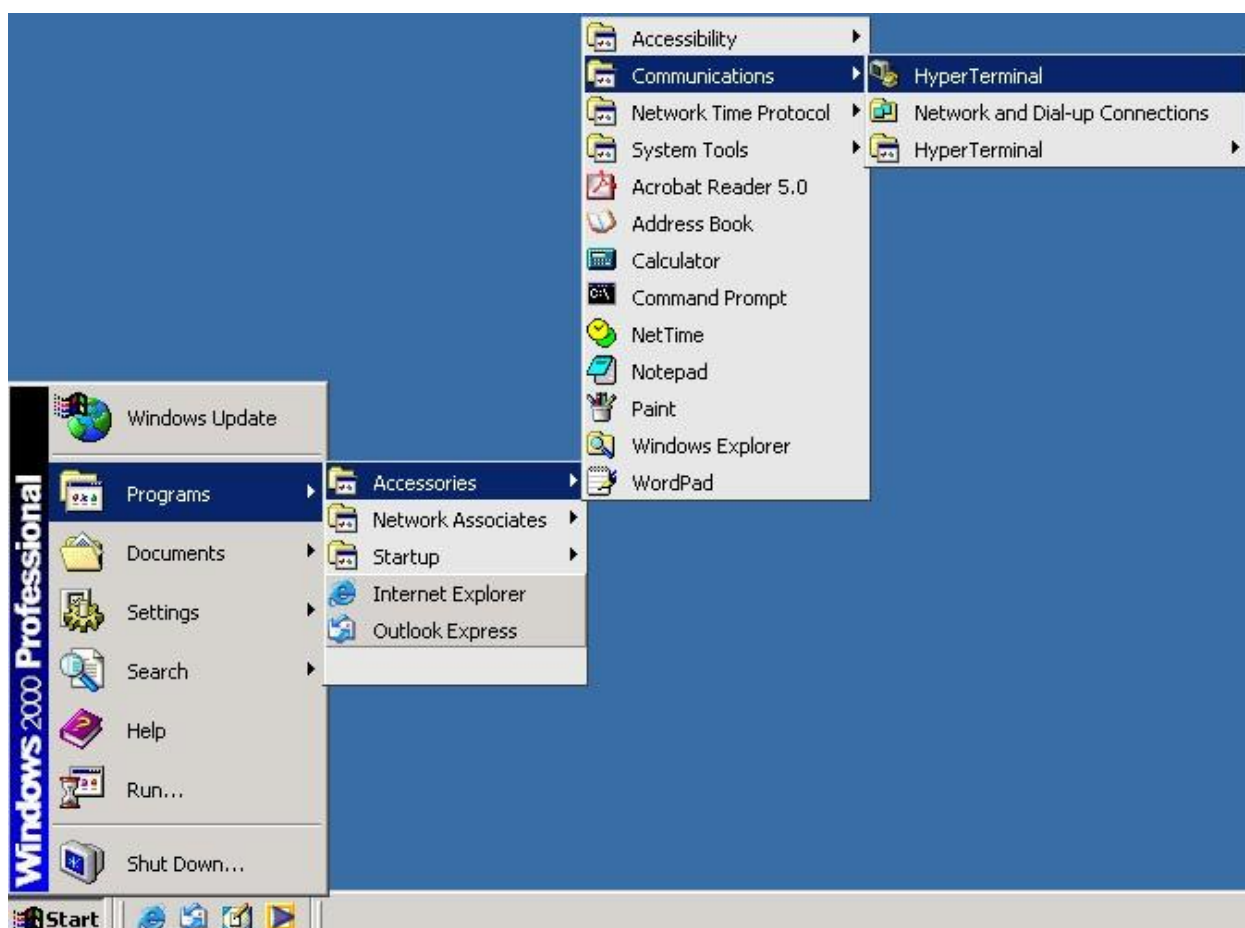 Accessibility
Communications
Network Time Protocol
System Tools
Acrobat Reader 5.0
Address Book
Calculator
Command Prompt
NetTime
Notepad
Paint
Windows Explorer
WordPad
HyperTerminal
Network and Dial-up Connections
HyperTerminal
Windows Update
Programs
Documents
Settings
Search
Help
Run...
Shut Down...
Accessories
Network Associates
Startup
Internet Explorer
Outlook Express
Windows 2000 Professional
Start